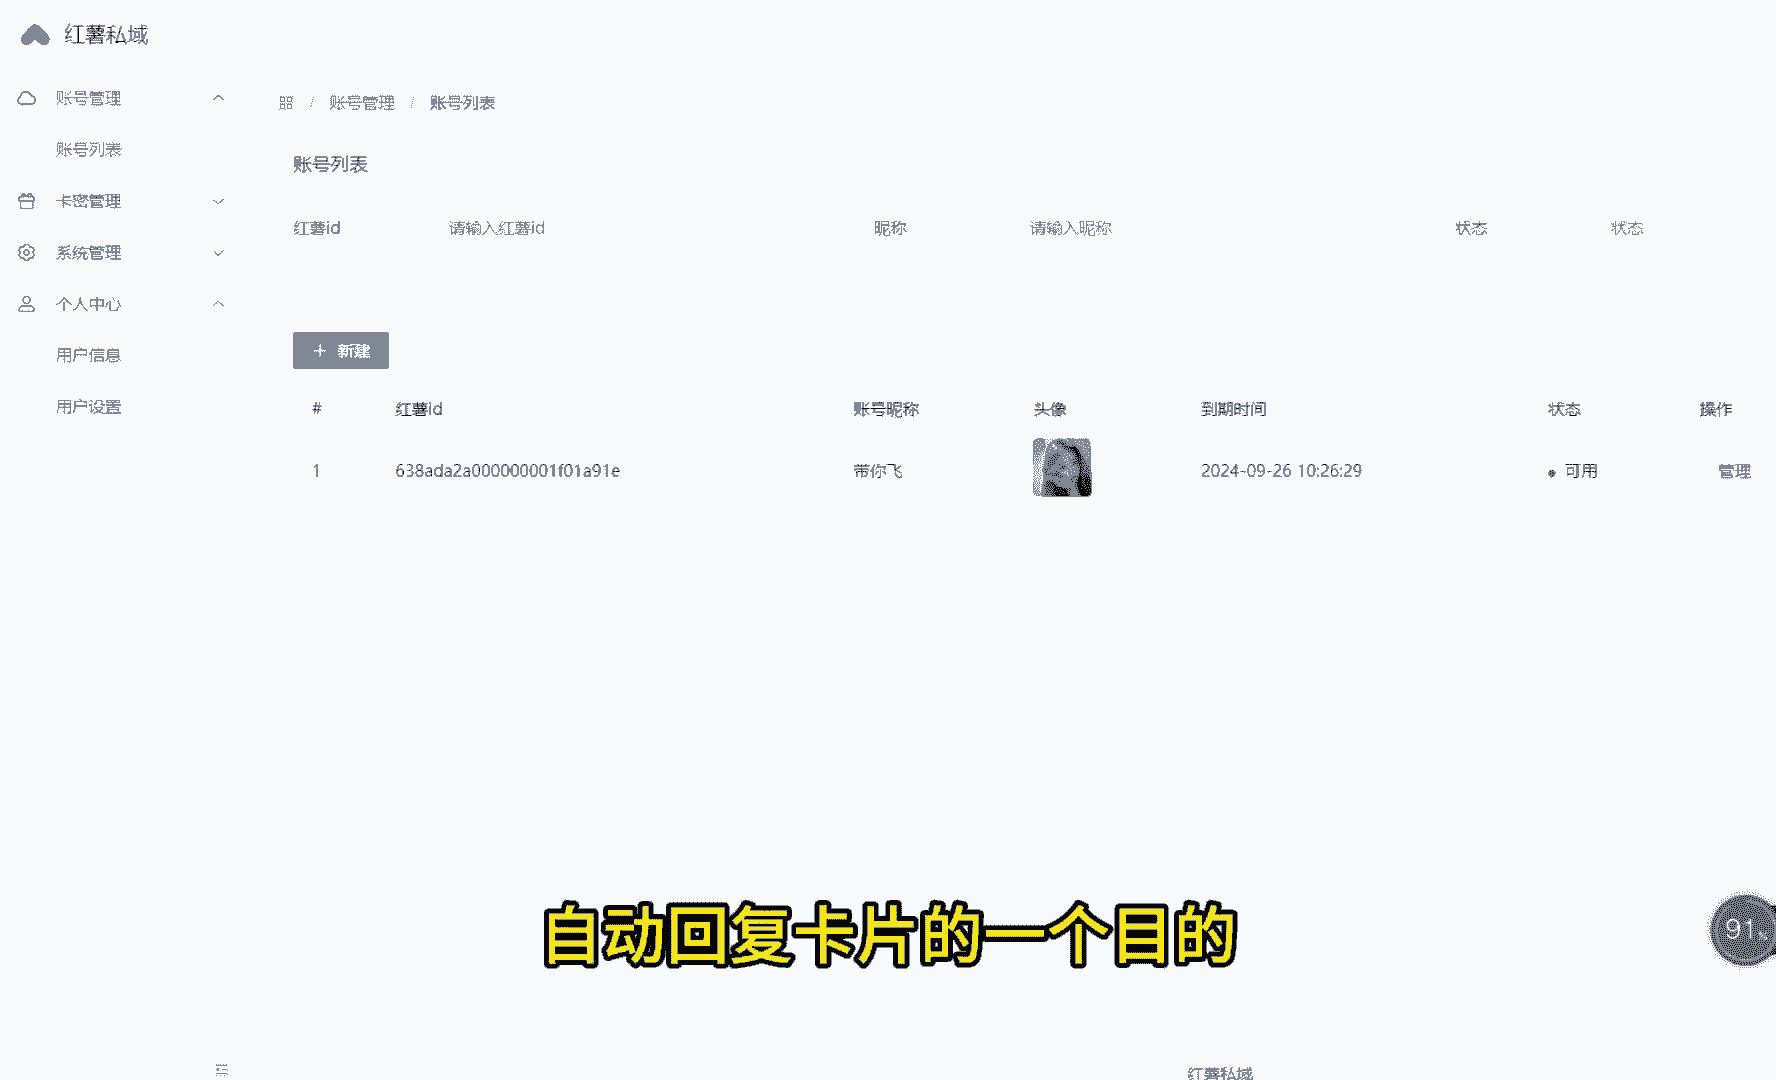 红薯私域
账号管理
账号列表
卡密管理
系统管理
个人中心
用户信息
用户设置
/ 账号管理 / 账号列表
账号列表
红薯id 请输入红薯id 昵称 请输入昵称 状态 状态
+ 新建
# 红薯id 账号昵称 头像 到期时间 状态 操作
1 638ada2a000000001f01a91e 带你飞 2024-09-26 10:26:29 可用 管理
自动回复卡片的一个目的
91%
红薯私域